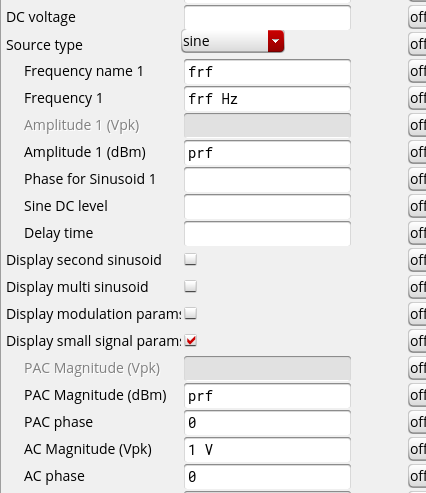 DC voltage off
Source type sine off
Frequency name 1 frf off
Frequency 1 frf Hz off
Amplitude 1 (Vpk) off
Amplitude 1 (dBm) prf off
Phase for Sinusoid 1 off
Sine DC level off
Delay time off
Display second sinusoid off
Display multi sinusoid off
Display modulation params off
Display small signal params off
PAC Magnitude (Vpk) off
PAC Magnitude (dBm) prf off
PAC phase 0 off
AC Magnitude (Vpk) 1 V off
AC phase 0 off